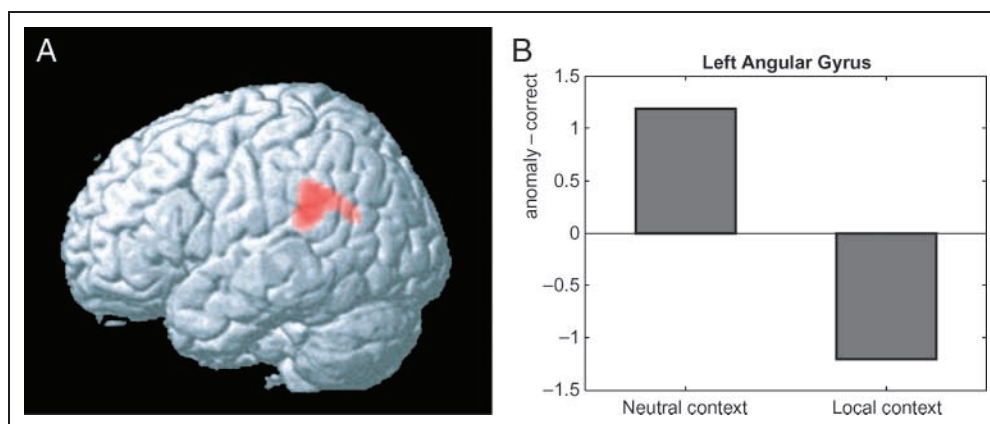 A
B
Left Angular Gyrus
anomaly – correct
1.5
1
0.5
0
−0.5
−1
−1.5
Neutral context
Local context